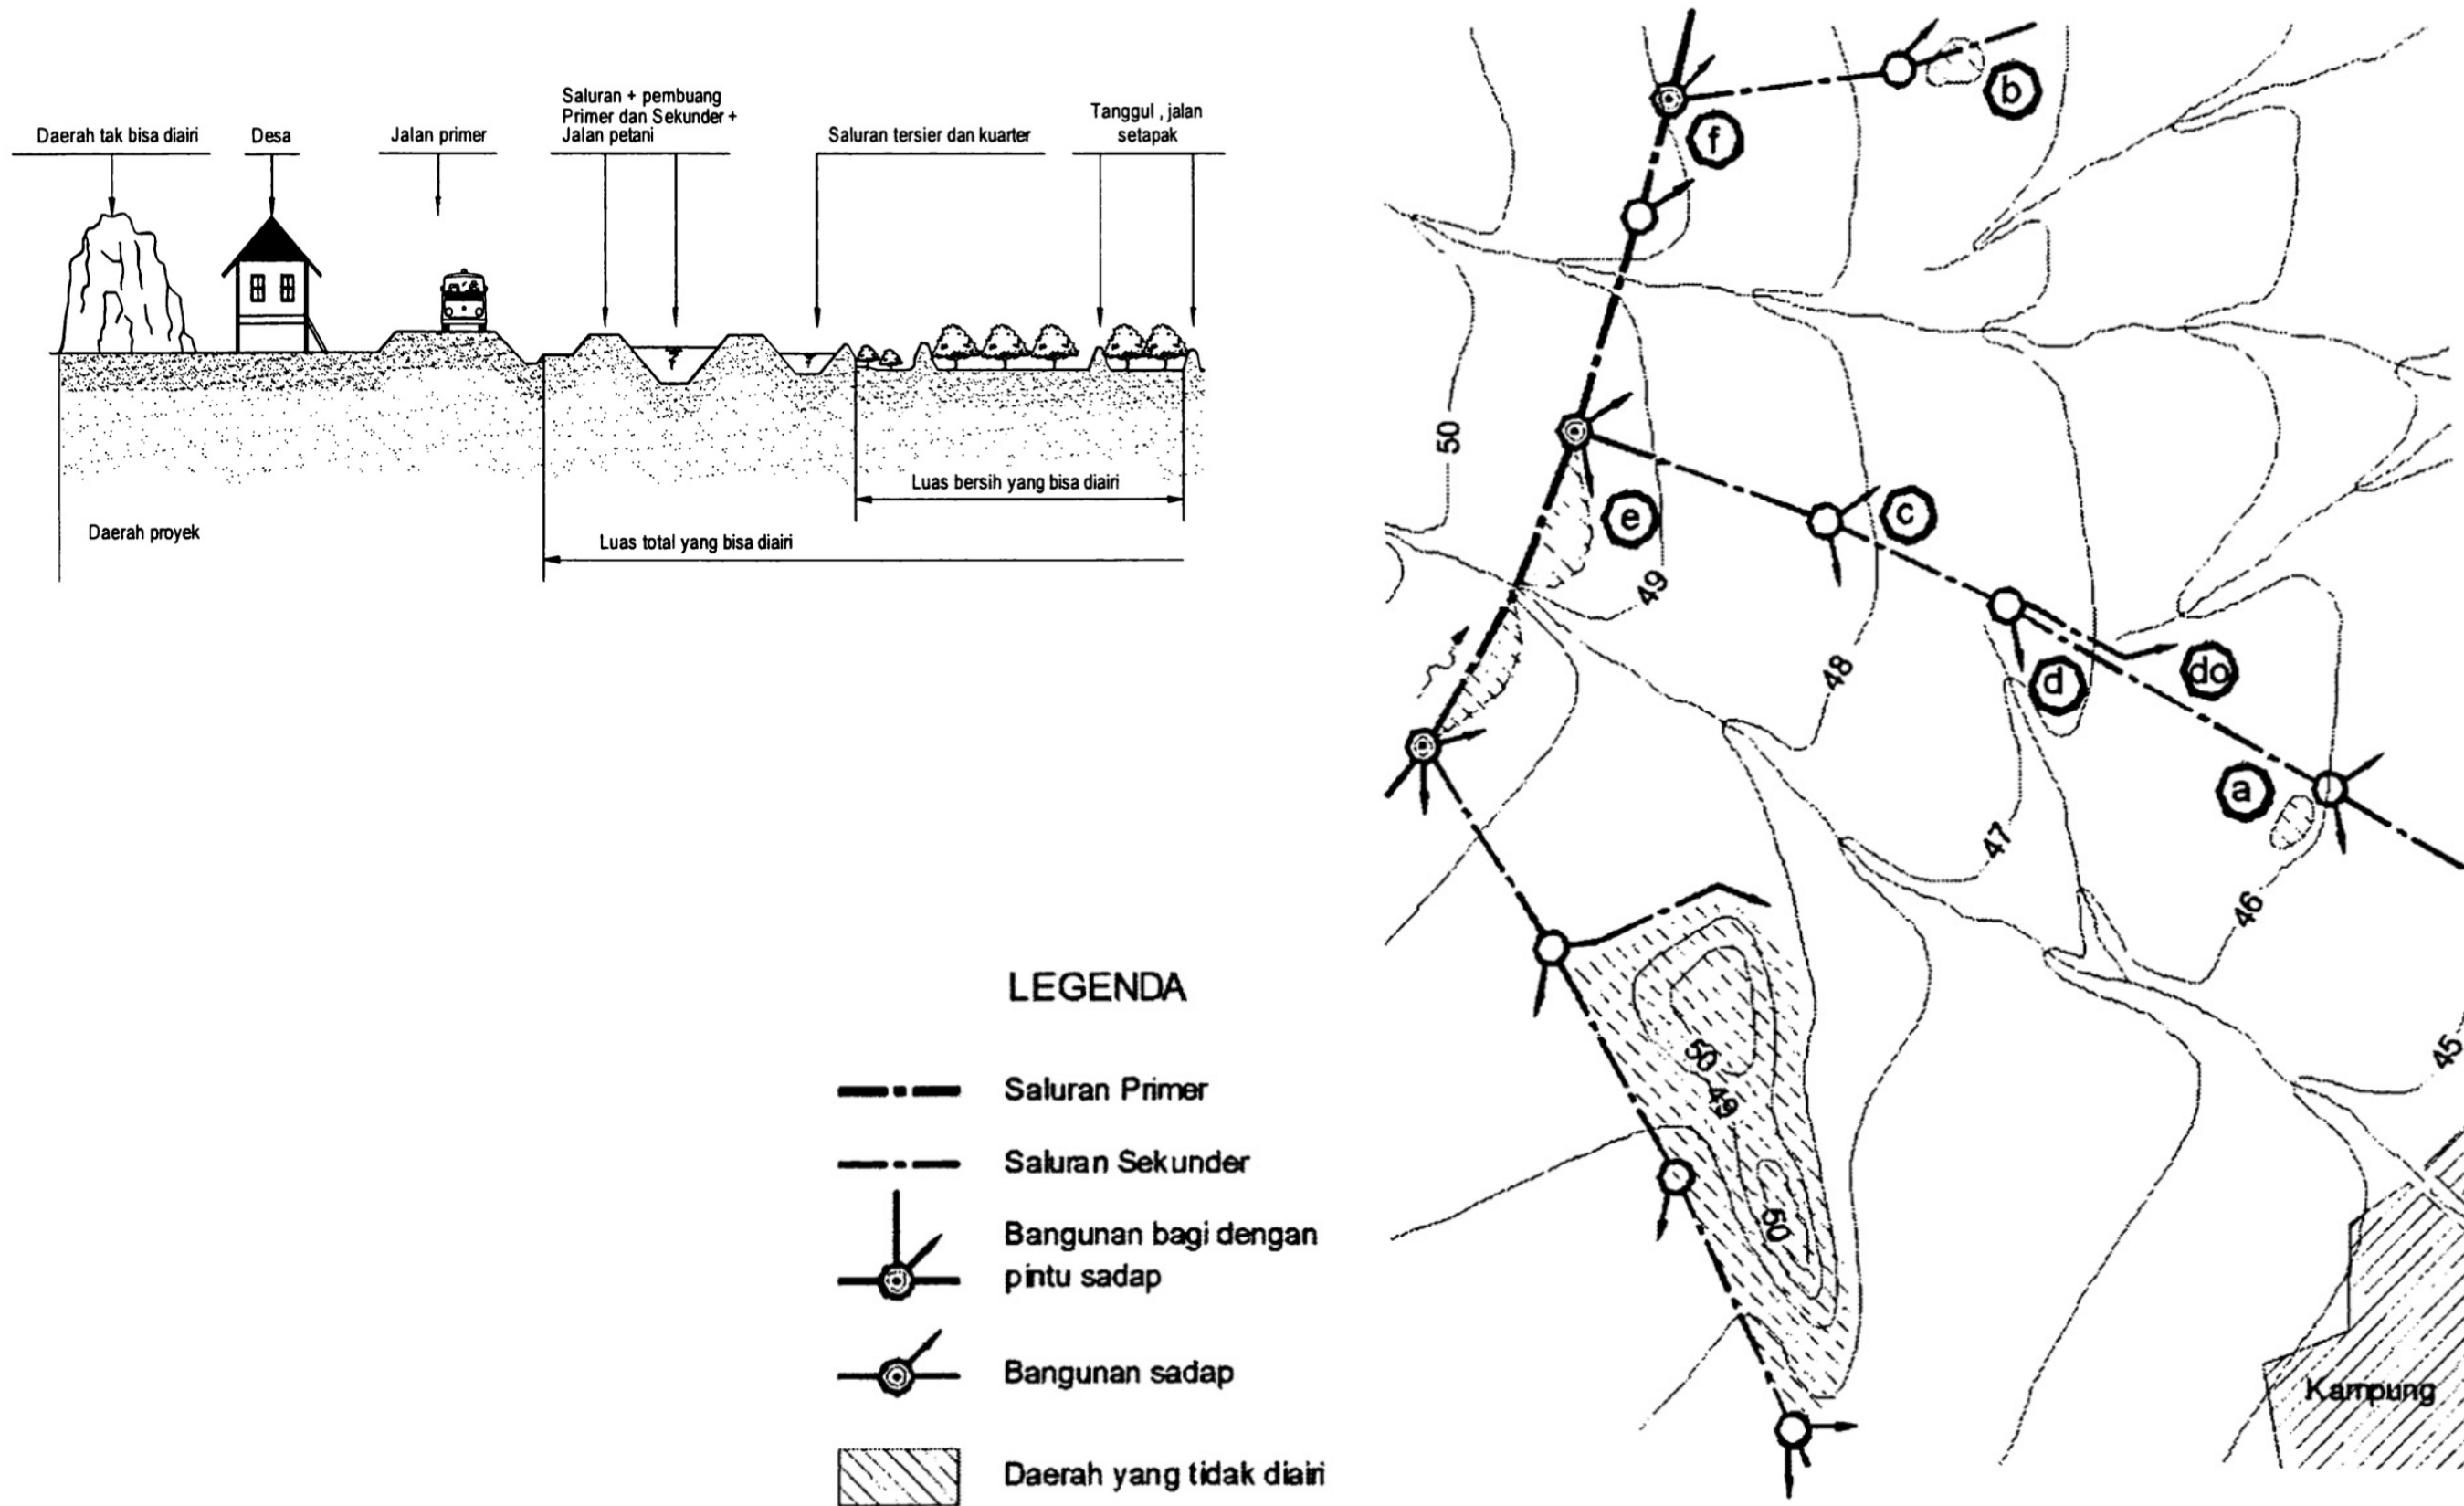 Daerah tak bisa diairi
Desa
Jalan primer
Saluran + pembuang
Primer dan Sekunder +
Jalan petani
Saluran tersier dan kuarter
Tanggul , jalan
setapak
Luas bersih yang bisa diairi
Daerah proyek
Luas total yang bisa diairi
b
f
50
e
c
49
48
d
do
a
47
46
50
49
45
50
Kampung
LEGENDA
Saluran Primer
Saluran Sekunder
Bangunan bagi dengan
pintu sadap
Bangunan sadap
Daerah yang tidak diairi